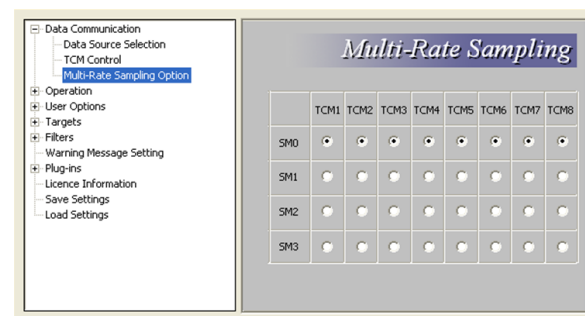 Data Communication
Data Source Selection
TCM Control
Multi-Rate Sampling Option
Operation
User Options
Targets
Filters
Warning Message Setting
Plug-ins
Licence Information
Save Settings
Load Settings
Multi-Rate Sampling
TCM1 TCM2 TCM3 TCM4 TCM5 TCM6 TCM7 TCM8
SM0
SM1
SM2
SM3